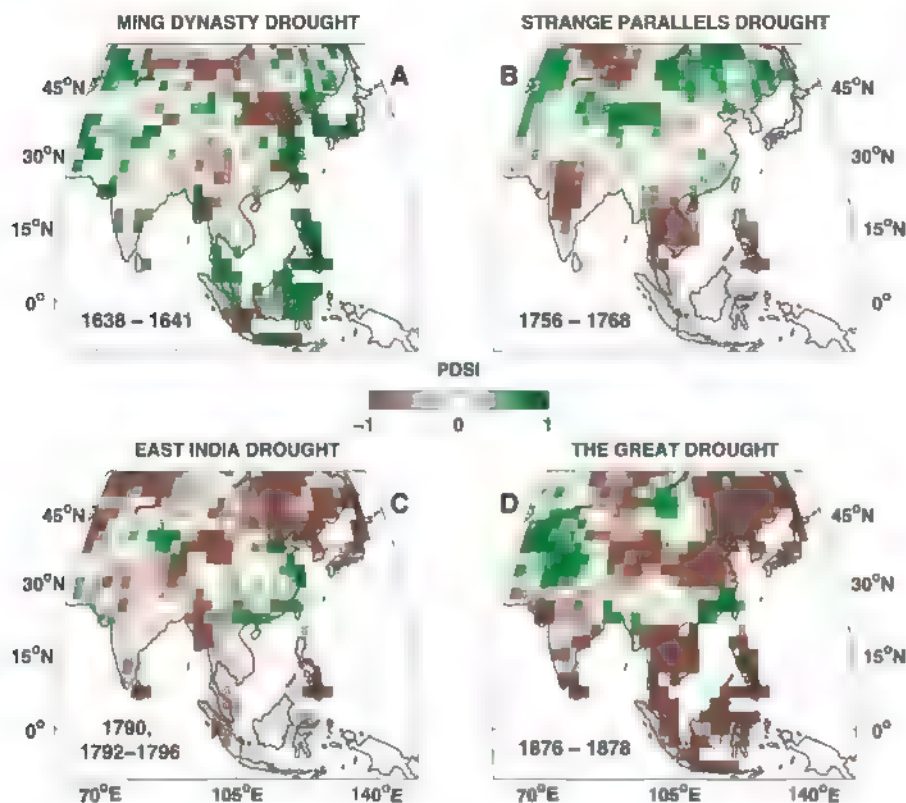 MING DYNASTY DROUGHT
STRANGE PARALLELS DROUGHT
A
B
45°N
45°N
30°N
30°N
15°N
15°N
0°
0°
1638 – 1641
1756 – 1768
PDSI
−1
0
1
EAST INDIA DROUGHT
THE GREAT DROUGHT
C
D
45°N
45°N
30°N
30°N
15°N
15°N
0°
0°
1790,
1792–1796
1876 – 1878
70°E
105°E
140°E
70°E
105°E
140°E